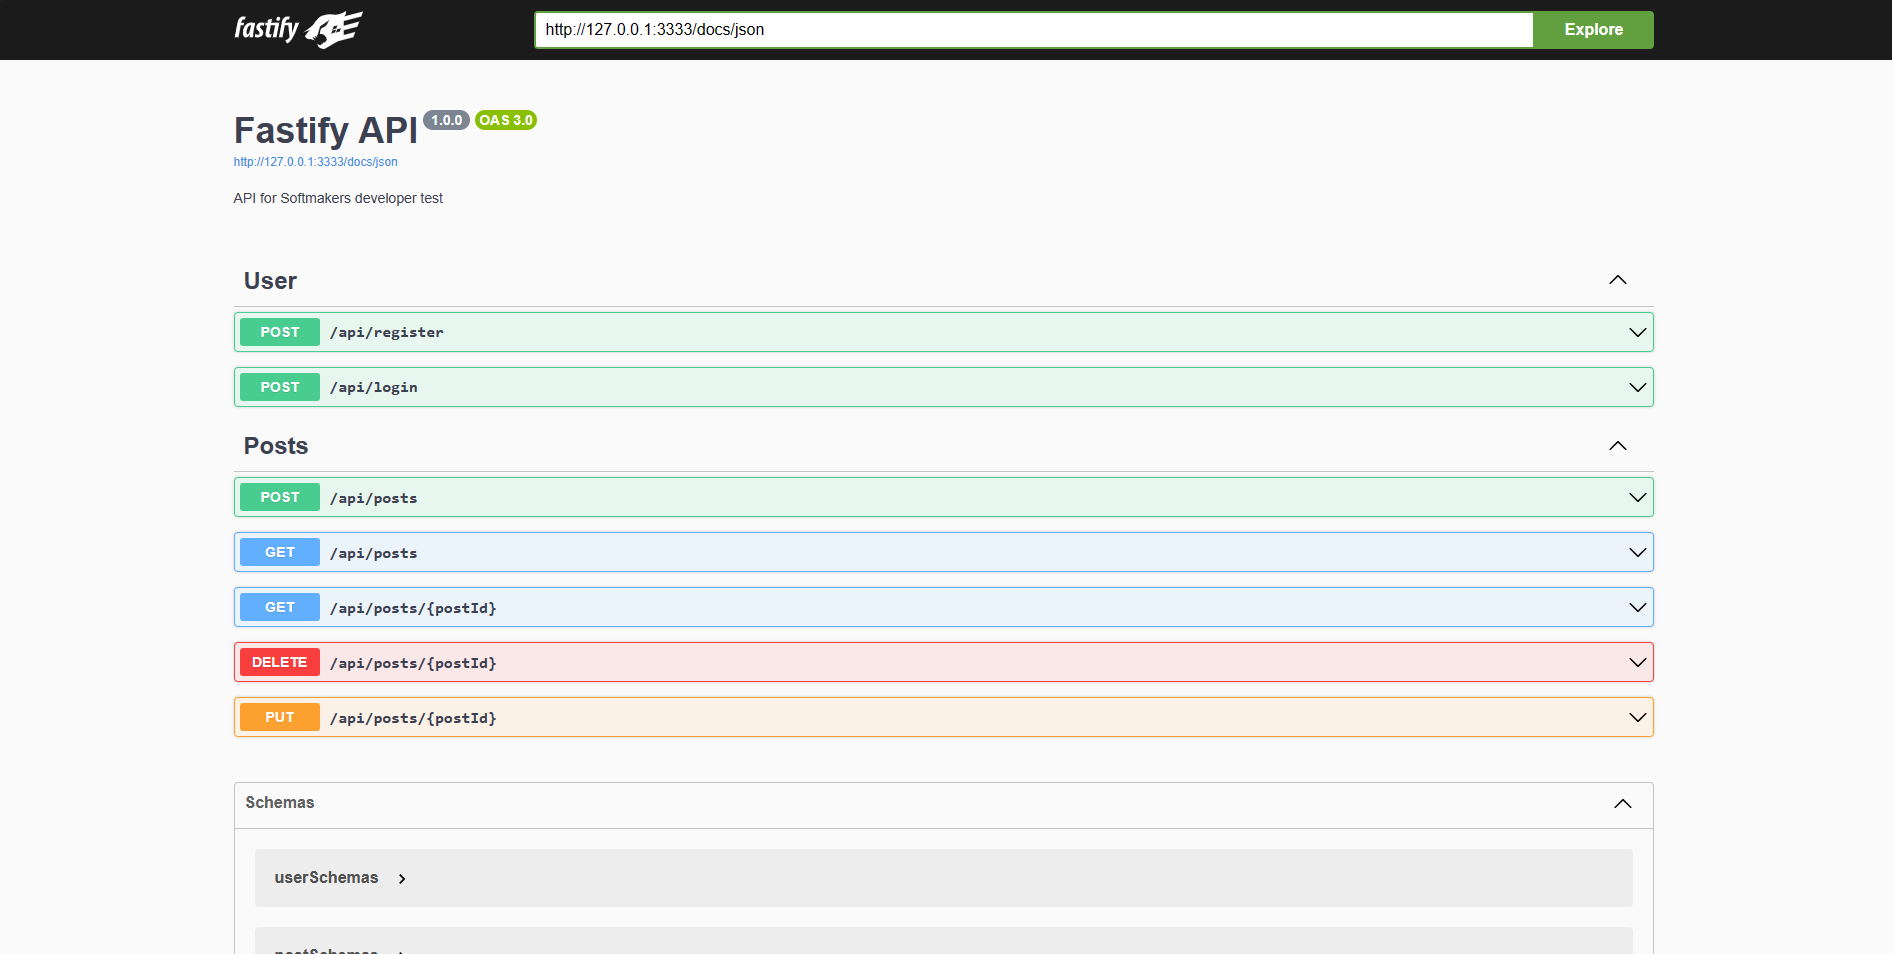 fastify
http://127.0.0.1:3333/docs/json
Explore
Fastify API 1.0.0 OAS 3.0
http://127.0.0.1:3333/docs/json
API for Softmakers developer test
User
POST /api/register
POST /api/login
Posts
POST /api/posts
GET /api/posts
GET /api/posts/{postId}
DELETE /api/posts/{postId}
PUT /api/posts/{postId}
Schemas
userSchemas
postSchemas